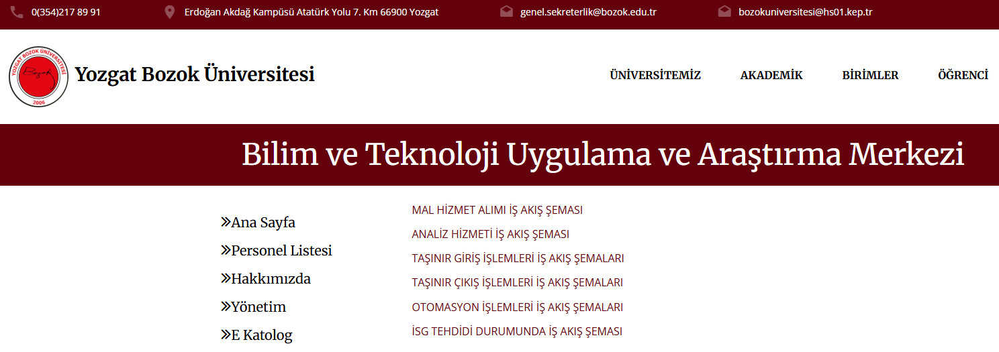 0(354)217 89 91
Erdoğan Akdağ Kampüsü Atatürk Yolu 7. Km 66900 Yozgat
genel.sekreterlik@bozok.edu.tr
bozokuniversitesi@hs01.kep.tr
YOZGAT BOZOK ÜNİVERSİTESİ
Bozok
2006
Yozgat Bozok Üniversitesi
ÜNİVERSİTEMİZ
AKADEMİK
BİRİMLER
ÖĞRENCİ
Bilim ve Teknoloji Uygulama ve Araştırma Merkezi
»Ana Sayfa
»Personel Listesi
»Hakkımızda
»Yönetim
»E Katolog
MAL HİZMET ALIMI İŞ AKIŞ ŞEMASI
ANALİZ HİZMETİ İŞ AKIŞ ŞEMASI
TAŞINIR GİRİŞ İŞLEMLERİ İŞ AKIŞ ŞEMALARI
TAŞINIR ÇIKIŞ İŞLEMLERİ İŞ AKIŞ ŞEMALARI
OTOMASYON İŞLEMLERİ İŞ AKIŞ ŞEMALARI
İSG TEHDİDİ DURUMUNDA İŞ AKIŞ ŞEMASI